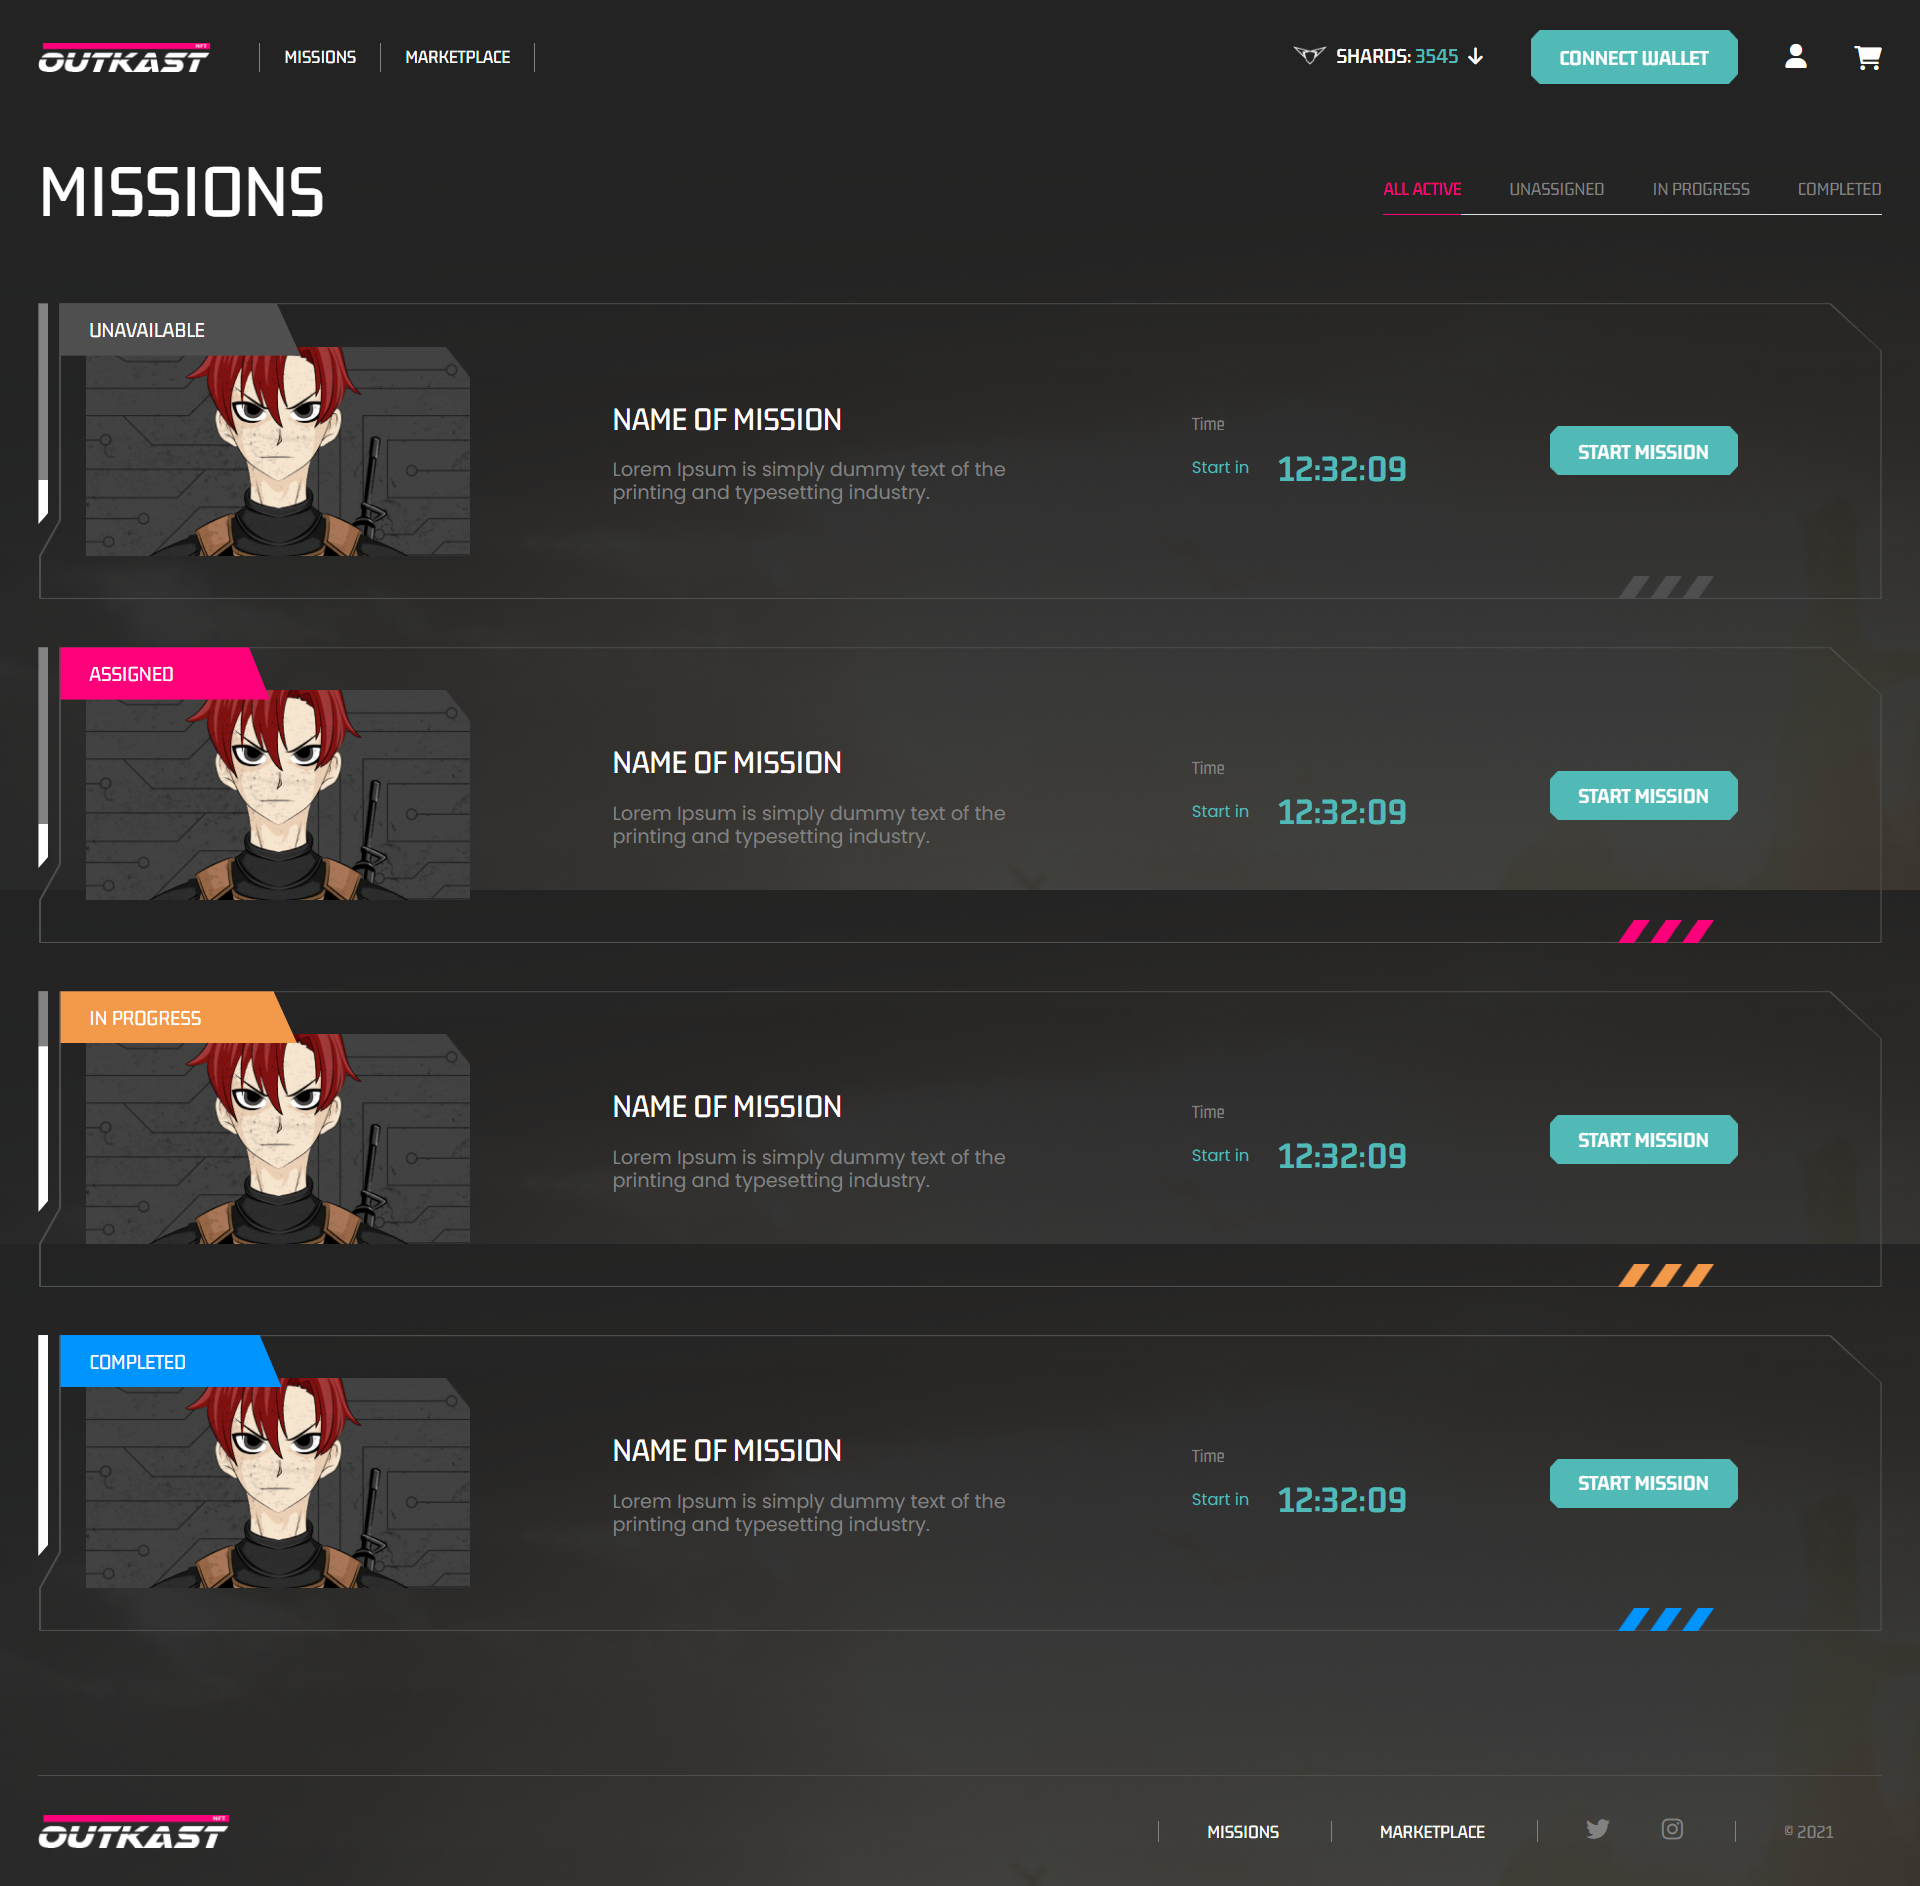 NFT
OUTKAST
MISSIONS
MARKETPLACE
SHARDS: 3545
CONNECT WALLET
MISSIONS
ALL ACTIVE
UNASSIGNED
IN PROGRESS
COMPLETED
UNAVAILABLE
NAME OF MISSION
Lorem Ipsum is simply dummy text of the
printing and typesetting industry.
Time
Start in 12:32:09
START MISSION
ASSIGNED
NAME OF MISSION
Lorem Ipsum is simply dummy text of the
printing and typesetting industry.
Time
Start in 12:32:09
START MISSION
IN PROGRESS
NAME OF MISSION
Lorem Ipsum is simply dummy text of the
printing and typesetting industry.
Time
Start in 12:32:09
START MISSION
COMPLETED
NAME OF MISSION
Lorem Ipsum is simply dummy text of the
printing and typesetting industry.
Time
Start in 12:32:09
START MISSION
NFT
OUTKAST
MISSIONS
MARKETPLACE
© 2021